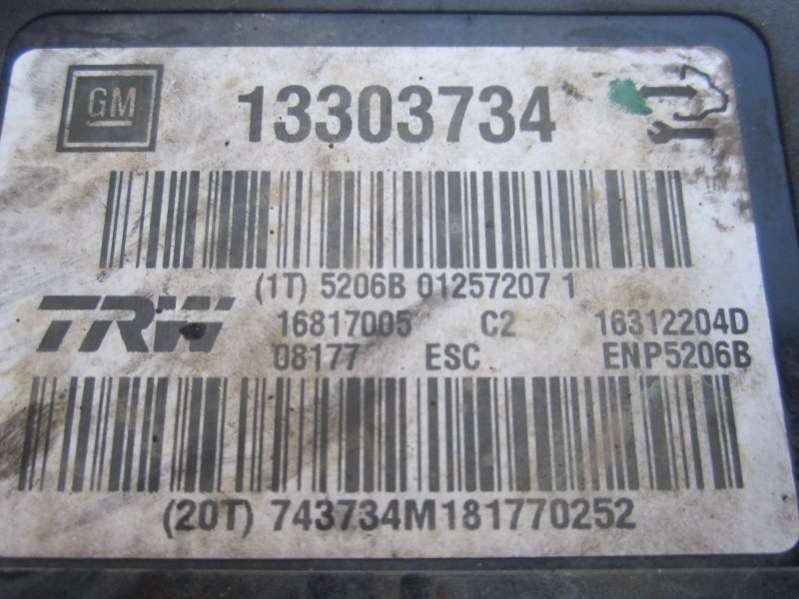 GM 13303734
(1T) 5206B 01257207 1
TRW 16817005 C2 16312204D
08177 ESC ENP5206B
(20T) 743734M181770252